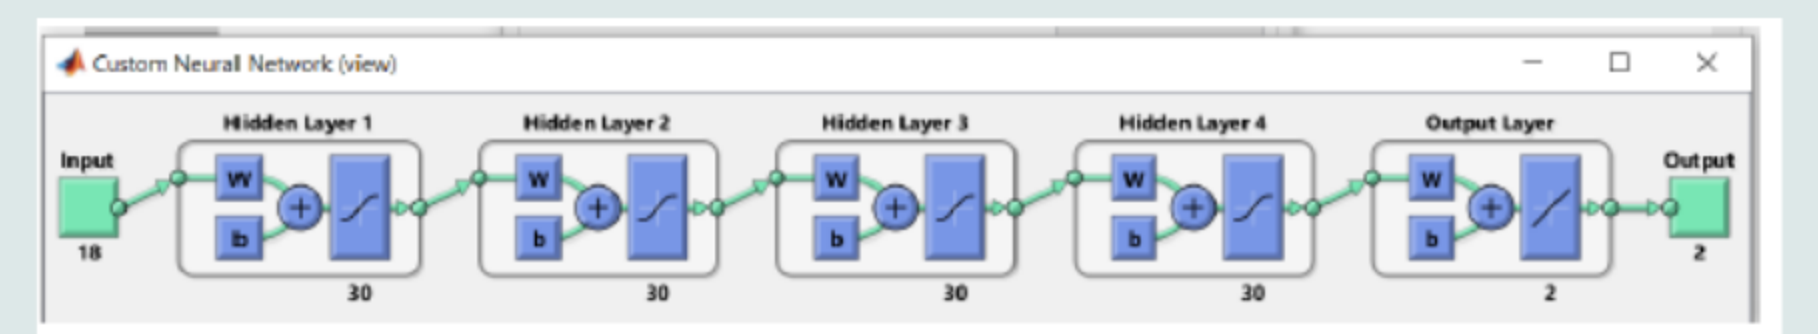 Custom Neural Network (view)
Hidden Layer 1
Hidden Layer 2
Hidden Layer 3
Hidden Layer 4
Output Layer
Input
Output
W
W
W
W
W
b
b
b
b
b
18
2
30
30
30
30
2